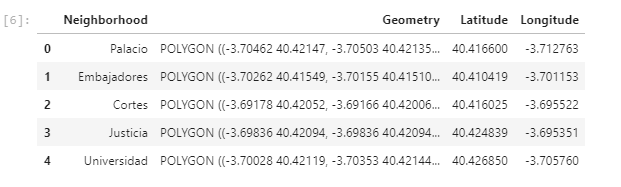 [6]: Neighborhood Geometry Latitude Longitude
0 Palacio POLYGON ((-3.70462 40.42147, -3.70503 40.42135... 40.416600 -3.712763
1 Embajadores POLYGON ((-3.70262 41.41549, -3.70155 40.41510... 40.410419 -3.701153
2 Cortes POLYGON ((-3.69178 40.42052, -3.69166 40.42006... 40.416025 -3.695522
3 Justicia POLYGON ((-3.69836 40.42094, -3.69836 40.42094... 40.424839 -3.695351
4 Universidad POLYGON ((-3.70028 40.42119, -3.70353 40.42144... 40.426850 -3.705760